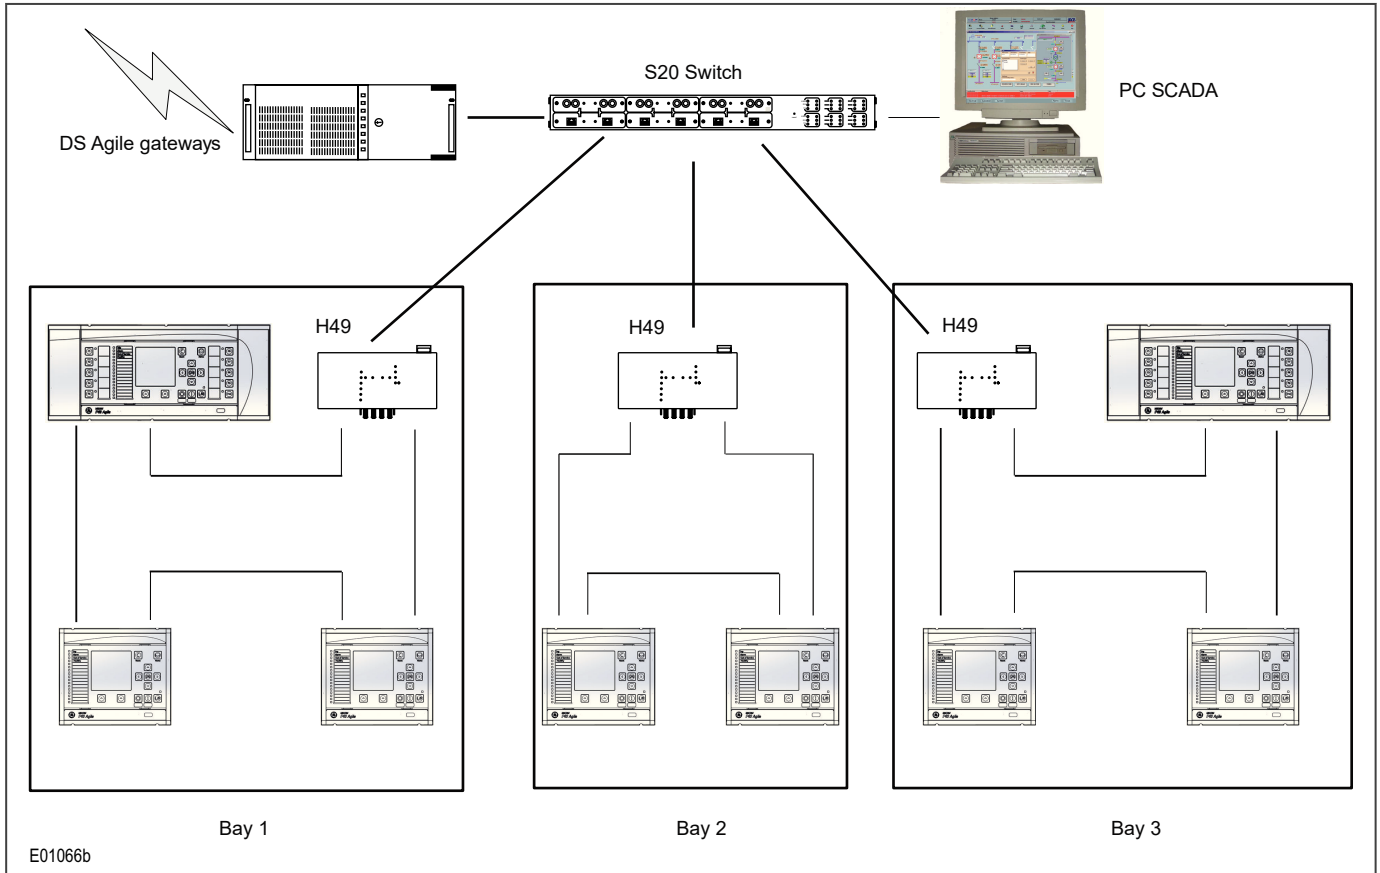 S20 Switch
PC SCADA
DS Agile gateways
H49
H49
H49
Bay 1
Bay 2
Bay 3
E01066b